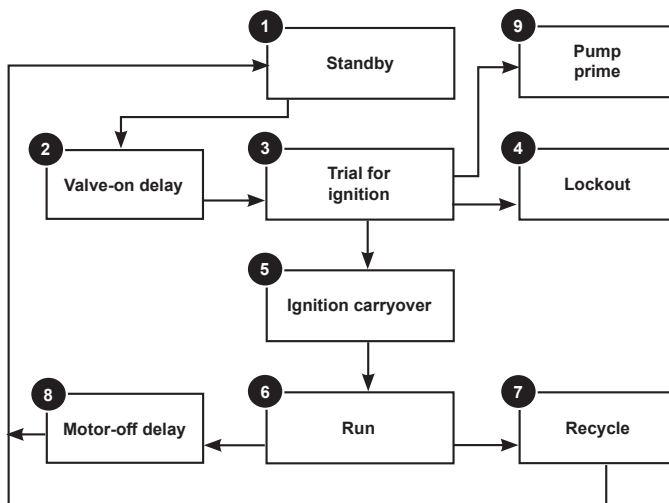 1
Standby
9
Pump
prime
2
Valve-on delay
3
Trial for
ignition
4
Lockout
5
Ignition carryover
8
Motor-off delay
6
Run
7
Recycle